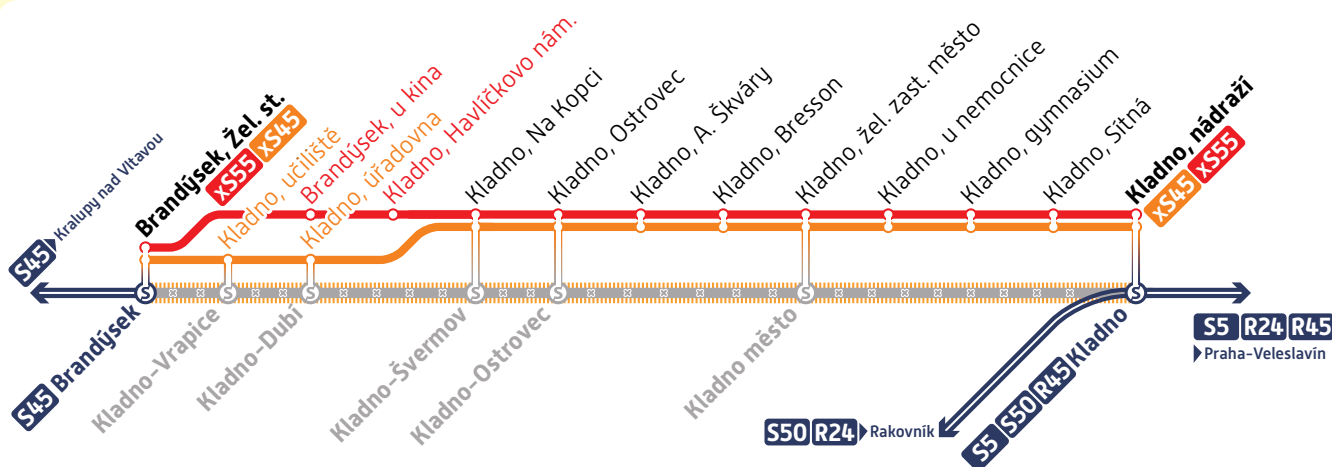 S45 Kralupy nad Vltavou
Brandýsek, Žel. st.
xS55 xS45
Kladno, učiliště
Brandýsek, u kina
Kladno, úřadovna
Kladno, Havlíčkovo nám.
Kladno, Na Kopci
Kladno, Ostrovec
Kladno, A. Škváry
Kladno, Bresson
Kladno, žel. zast. město
Kladno, u nemocnice
Kladno, gymnasium
Kladno, Sítná
Kladno, nádraží
xS45 xS55
S S S S S S S
S45 Brandýsek
Kladno-Vrapice
Kladno-Dubí
Kladno-Švermov
Kladno-Ostrovec
Kladno město
S5 S50 R45 Kladno
S50 R24 Rakovník
S5 R24 R45
Praha-Veleslavín